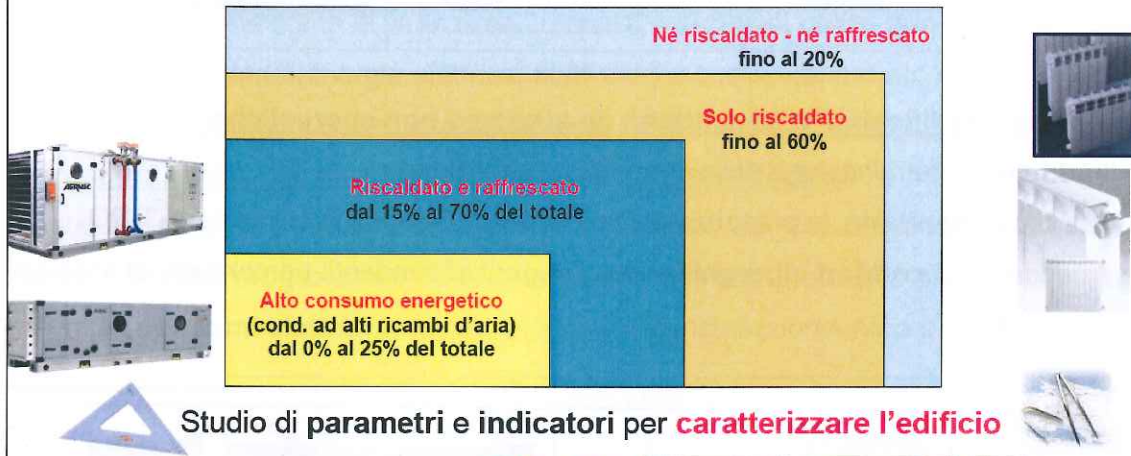 Né riscaldato - né raffrescato
fino al 20%
Solo riscaldato
fino al 60%
Riscaldato e raffrescato
dal 15% al 70% del totale
Alto consumo energetico
(cond. ad alti ricambi d'aria)
dal 0% al 25% del totale
Studio di parametri e indicatori per caratterizzare l'edificio